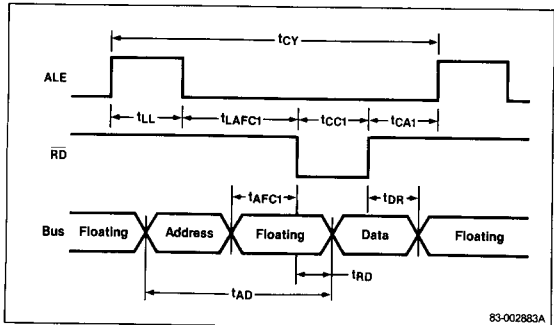 tCY
ALE
tLL tLAFC1 tCC1 tCA1
RD
tAFC1 tDR
Bus Floating Address Floating Data Floating
tRD
tAD
83-002883A